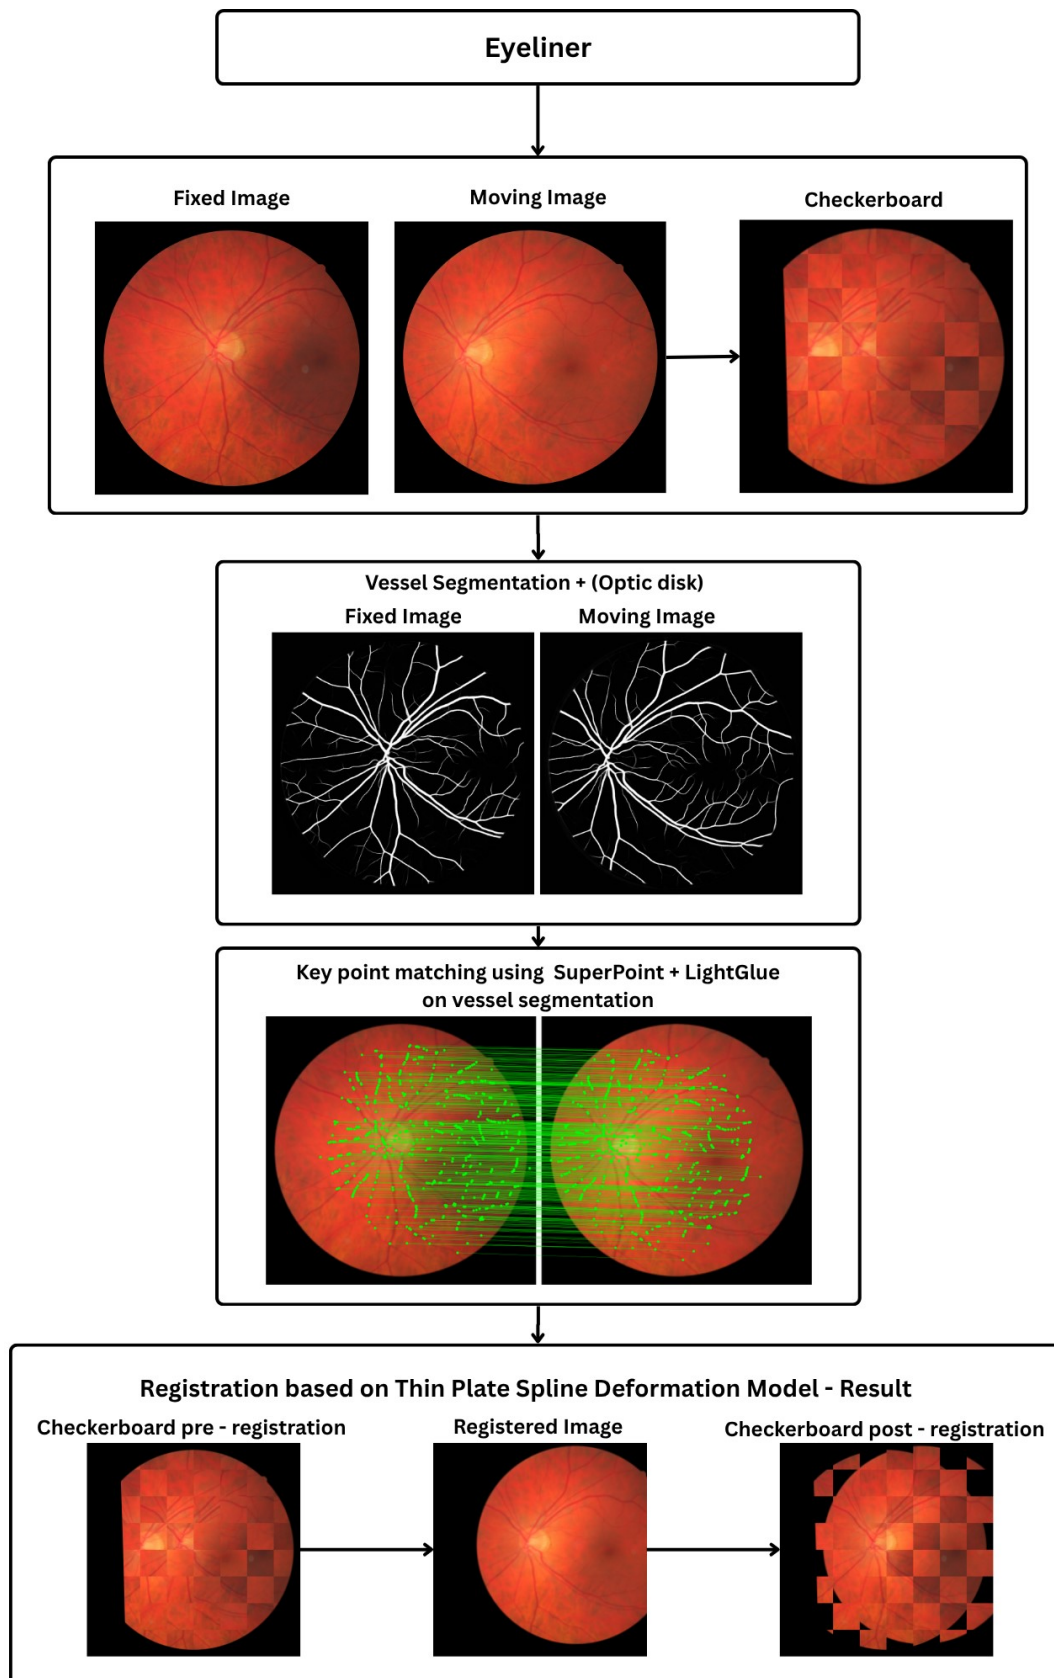 Eyeliner
Fixed Image
Moving Image
Checkerboard
Vessel Segmentation + (Optic disk)
Fixed Image
Moving Image
Key point matching using SuperPoint + LightGlue
on vessel segmentation
Registration based on Thin Plate Spline Deformation Model - Result
Checkerboard pre - registration
Registered Image
Checkerboard post - registration